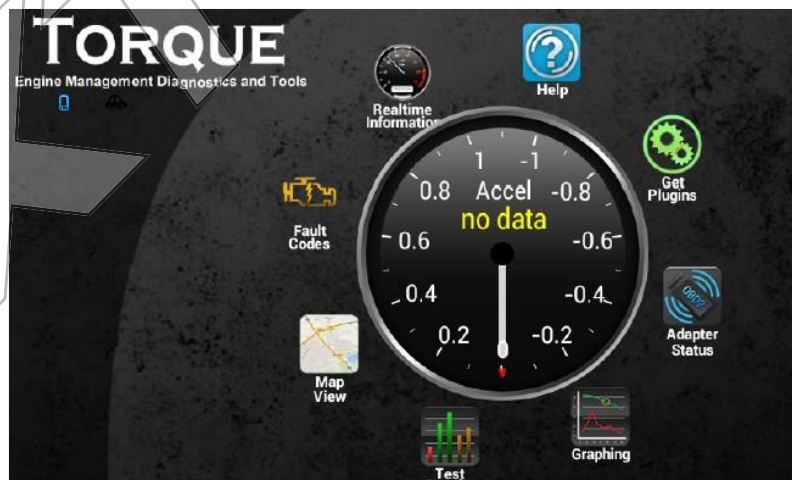 TORQUE
Engine Management Diagnostics and Tools
Realtime
Information
Help
Get
Plugins
Fault
Codes
1 -1
0.8 Accel -0.8
no data
0.6 -0.6
0.4 -0.4
0.2 -0.2
OBD2
Adapter
Status
Map
View
Graphing
Test